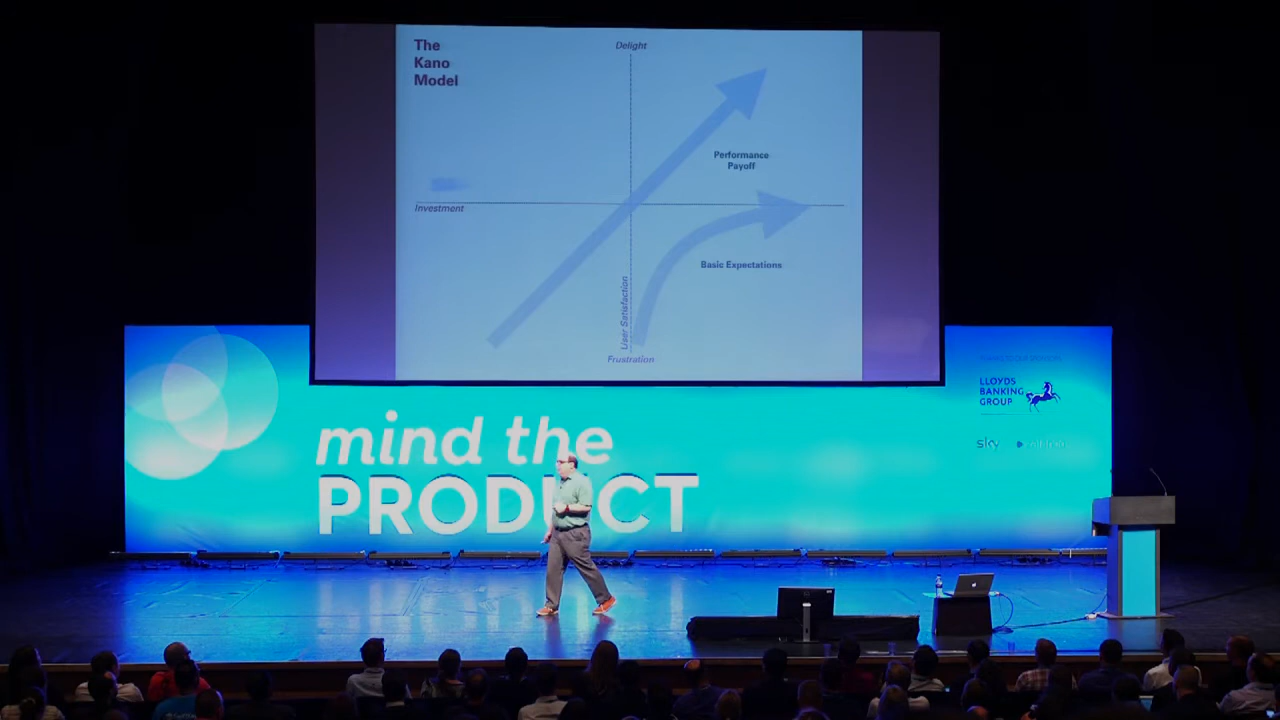 The
Kano
Model
Delight
Performance
Payoff
Investment
Basic Expectations
User Satisfaction
Frustration
mind the
PRODUCT
LLOYDS
BANKING
GROUP
sky